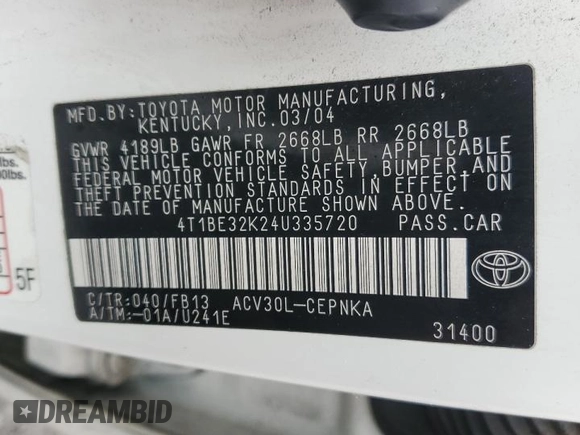 MFD. BY: TOYOTA MOTOR MANUFACTURING,
KENTUCKY, INC. 03/04
GVWR 4189LB GAWR FR 2668LB RR 2668LB
THIS VEHICLE CONFORMS TO ALL APPLICABLE
FEDERAL MOTOR VEHICLE SAFETY, BUMPER, AND
THEFT PREVENTION STANDARDS IN EFFECT ON
THE DATE OF MANUFACTURE SHOWN ABOVE.
4T1BE32K24U335720 PASS.CAR
C/TR:040/FB13 ACV30L-CEPNKA
A/TM:-01A/U241E
31400
lbs.
0lbs.
5F
DREAMBID